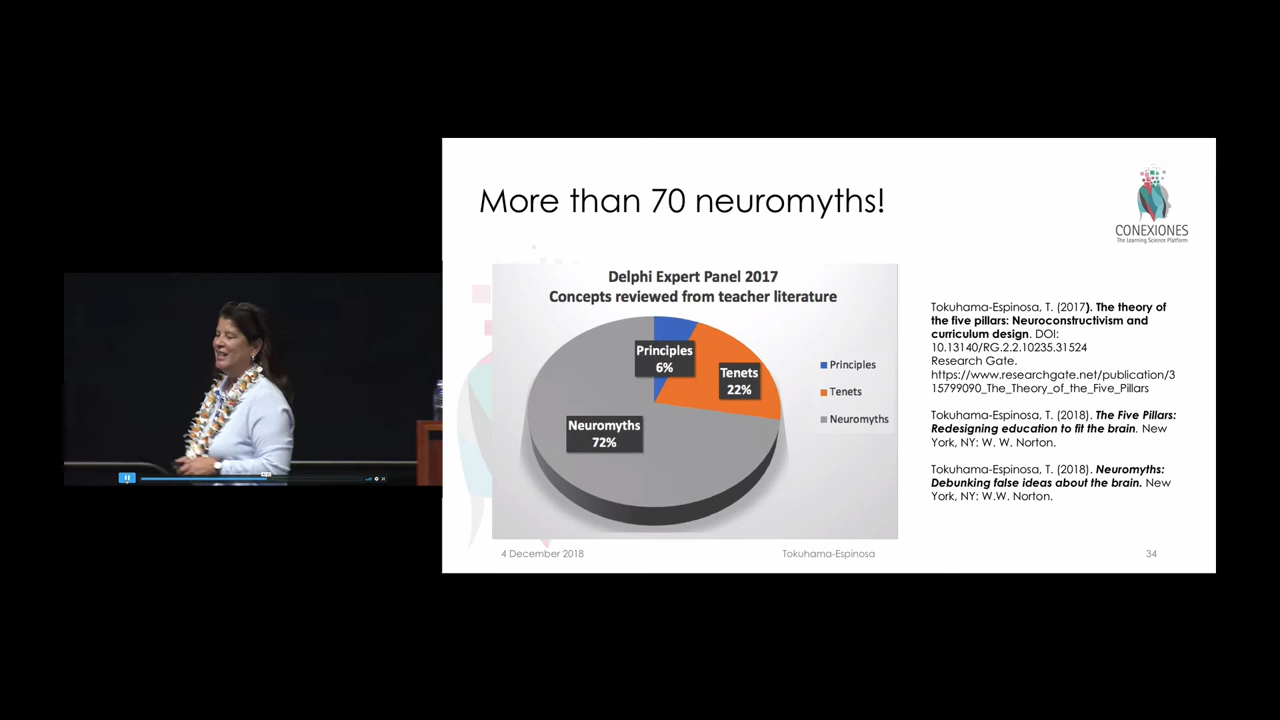 More than 70 neuromyths!
CONEXIONES
The Learning Science Platform
Delphi Expert Panel 2017
Concepts reviewed from teacher literature
Principles
6%
Tenets
22%
Neuromyths
72%
Principles
Tenets
Neuromyths
Tokuhama-Espinosa, T. (2017). The theory of
the five pillars: Neuroconstructivism and
curriculum design. DOI:
10.13140/RG.2.2.10235.31524
Research Gate.
https://www.researchgate.net/publication/3
15799090_The_Theory_of_the_Five_Pillars
Tokuhama-Espinosa, T. (2018). The Five Pillars:
Redesigning education to fit the brain. New
York, NY: W. W. Norton.
Tokuhama-Espinosa, T. (2018). Neuromyths:
Debunking false ideas about the brain. New
York, NY: W.W. Norton.
4 December 2018
Tokuhama-Espinosa
34